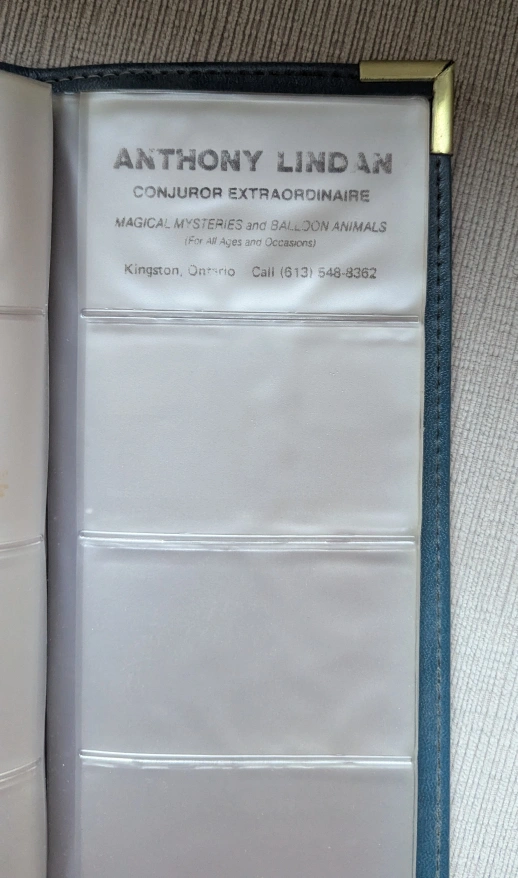 ANTHONY LINDAN
CONJUROR EXTRAORDINAIRE
MAGICAL MYSTERIES and BALLOON ANIMALS
(For All Ages and Occasions)
Kingston, Ontario Call (613) 548-8362